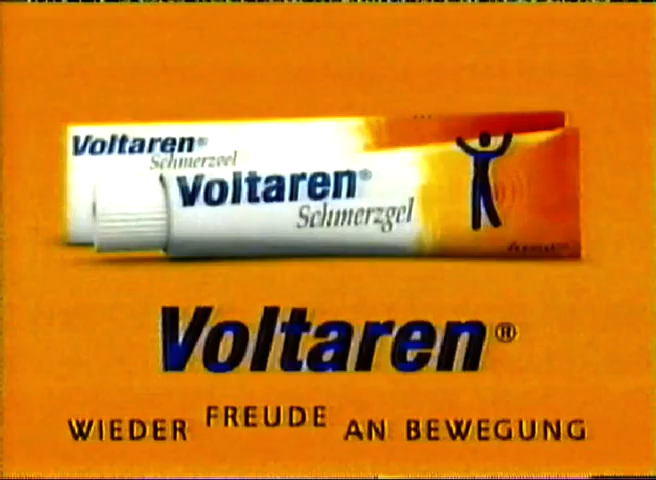 Voltaren®
Schmerzgel
Voltaren®
Schmerzgel
Voltaren®
WIEDER FREUDE AN BEWEGUNG